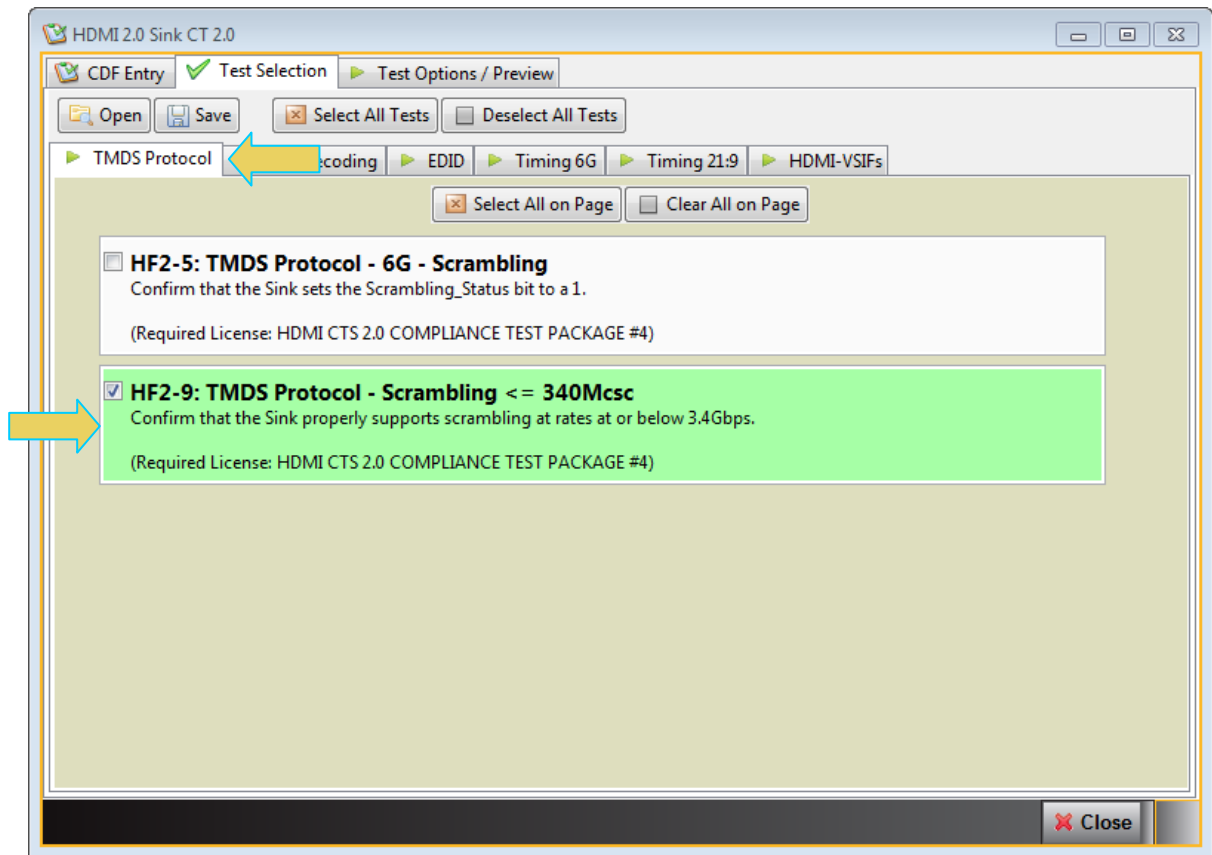 HDMI 2.0 Sink CT 2.0
CDF Entry Test Selection Test Options / Preview
Open Save Select All Tests Deselect All Tests
TMDS Protocol EDID Timing 6G Timing 21:9 HDMI-VSIFs
Select All on Page Clear All on Page
HF2-5: TMDS Protocol - 6G - Scrambling
Confirm that the Sink sets the Scrambling_Status bit to a 1.
(Required License: HDMI CTS 2.0 COMPLIANCE TEST PACKAGE #4)
HF2-9: TMDS Protocol - Scrambling <= 340Mcsc
Confirm that the Sink properly supports scrambling at rates at or below 3.4Gbps.
(Required License: HDMI CTS 2.0 COMPLIANCE TEST PACKAGE #4)
Close